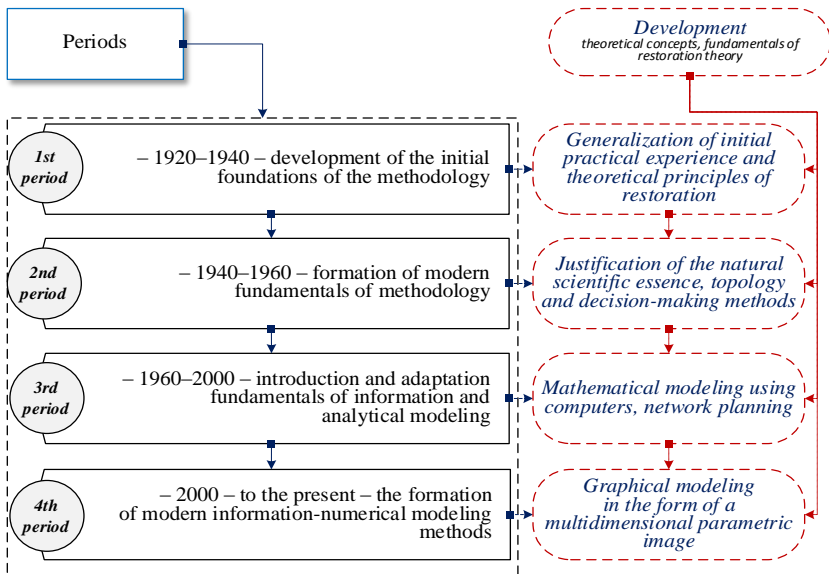 Periods
Development
theoretical concepts, fundamentals of
restoration theory
1st
period
– 1920–1940 – development of the initial
foundations of the methodology
Generalization of initial
practical experience and
theoretical principles of
restoration
2nd
period
– 1940–1960 – formation of modern
fundamentals of methodology
Justification of the natural
scientific essence, topology
and decision-making methods
3rd
period
– 1960–2000 – introduction and adaptation
fundamentals of information and
analytical modeling
Mathematical modeling using
computers, network planning
4th
period
– 2000 – to the present – the formation
of modern information-numerical modeling
methods
Graphical modeling
in the form of a
multidimensional parametric
image